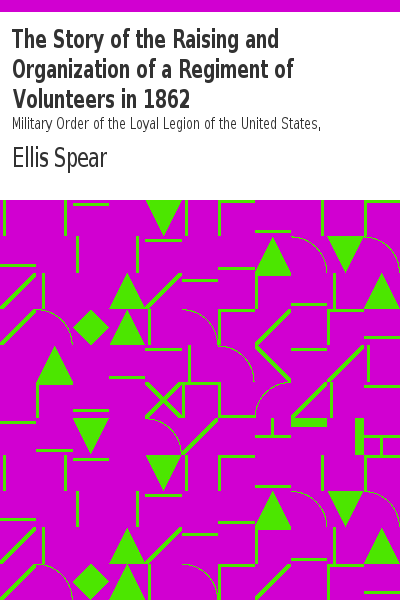 The Story of the Raising and
Organization of a Regiment of
Volunteers in 1862
Military Order of the Loyal Legion of the United States,
Ellis Spear